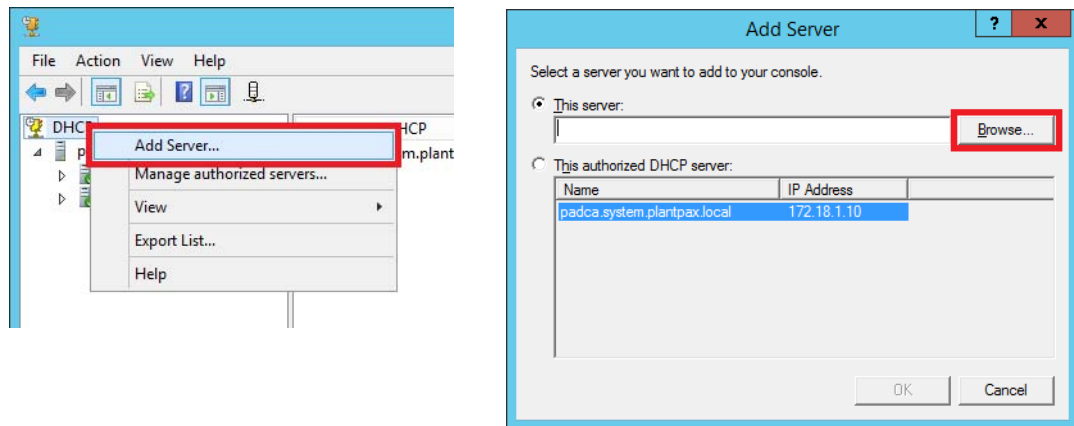 File Action View Help
DHCP
HCP
p
m.plant
Add Server...
Manage authorized servers...
View
Export List...
Help
Add Server
?
x
Select a server you want to add to your console.
This server:
Browse...
This authorized DHCP server:
Name IP Address
padca.system.plantpax.local 172.18.1.10
OK Cancel